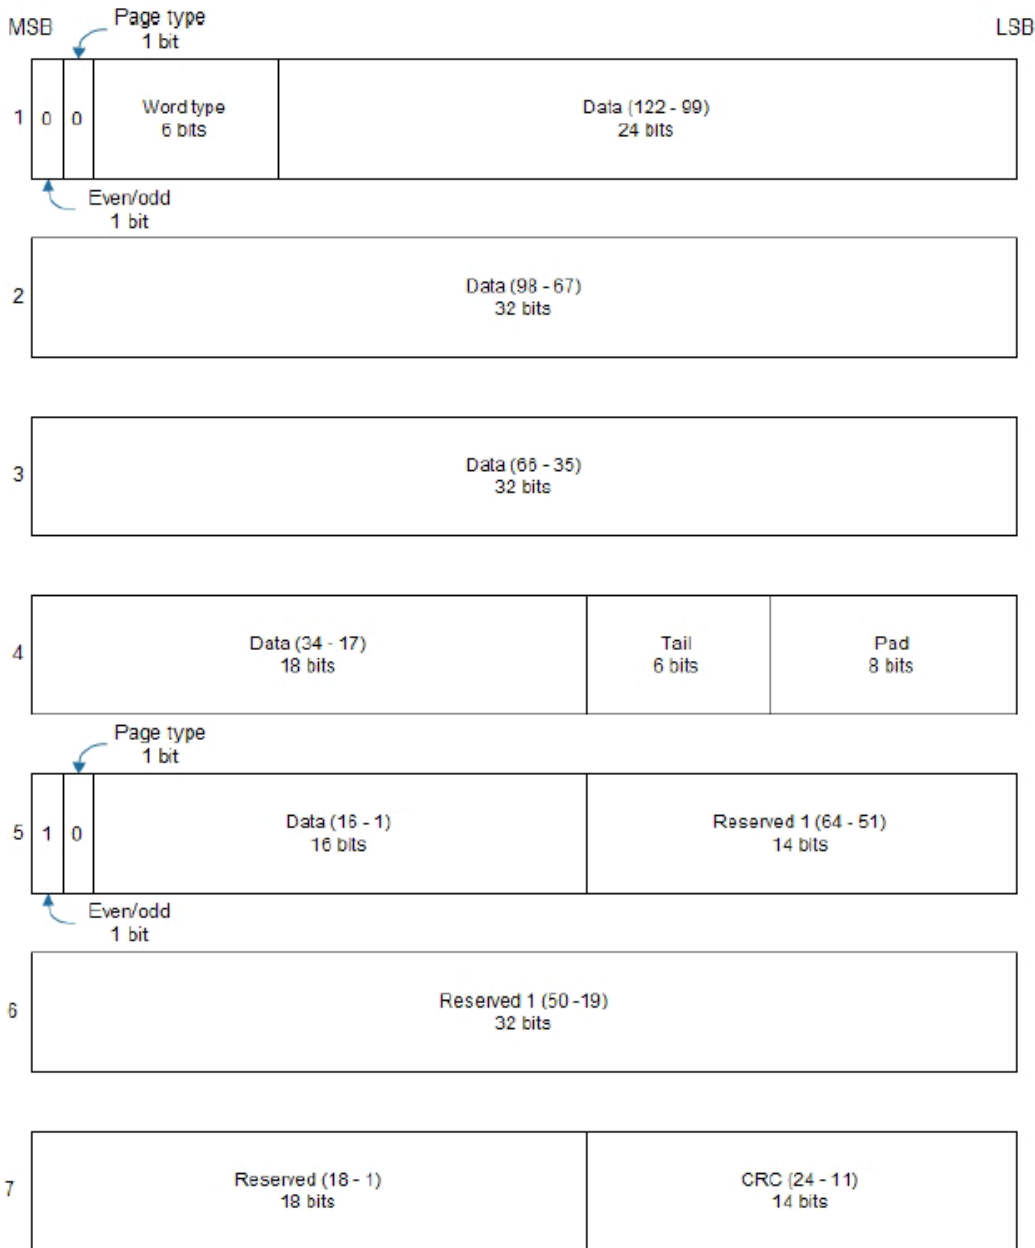 MSB
Page type
1 bit
LSB
1
0
0
Word type
6 bits
Data (122 - 99)
24 bits
Even/odd
1 bit
2
Data (98 - 67)
32 bits
3
Data (66 - 35)
32 bits
4
Data (34 - 17)
18 bits
Tail
6 bits
Pad
8 bits
Page type
1 bit
5
1
0
Data (16 - 1)
16 bits
Reserved 1 (64 - 51)
14 bits
Even/odd
1 bit
6
Reserved 1 (50 -19)
32 bits
7
Reserved (18 - 1)
18 bits
CRC (24 - 11)
14 bits